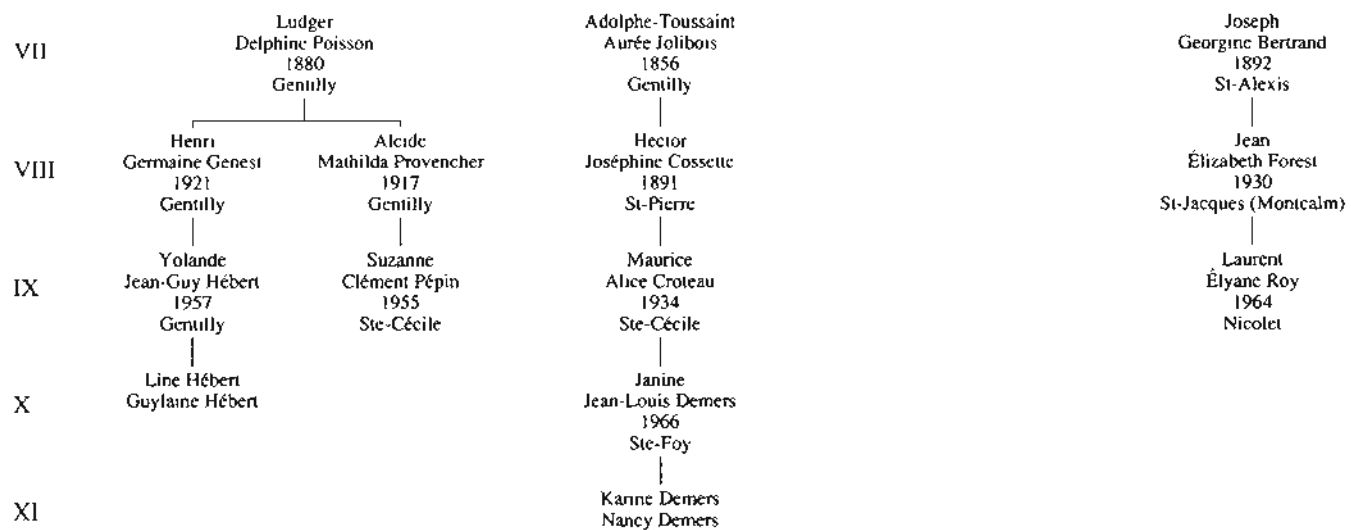 VII
Ludger
Delphine Poisson
1880
Gentilly
Adolphe-Toussaint
Aurée Jolibois
1856
Gentilly
Joseph
Georgine Bertrand
1892
St-Alexis
VIII
Henri
Germaine Genest
1921
Gentilly
Alcide
Mathilda Provencher
1917
Gentilly
Hector
Joséphine Cossette
1891
St-Pierre
Jean
Élizabeth Forest
1930
St-Jacques (Montcalm)
IX
Yolande
Jean-Guy Hébert
1957
Gentilly
Suzanne
Clément Pépin
1955
Ste-Cécile
Maurice
Alice Croteau
1934
Ste-Cécile
Laurent
Élyane Roy
1964
Nicolet
X
Line Hébert
Guylaine Hébert
Janine
Jean-Louis Demers
1966
Ste-Foy
XI
Karine Demers
Nancy Demers